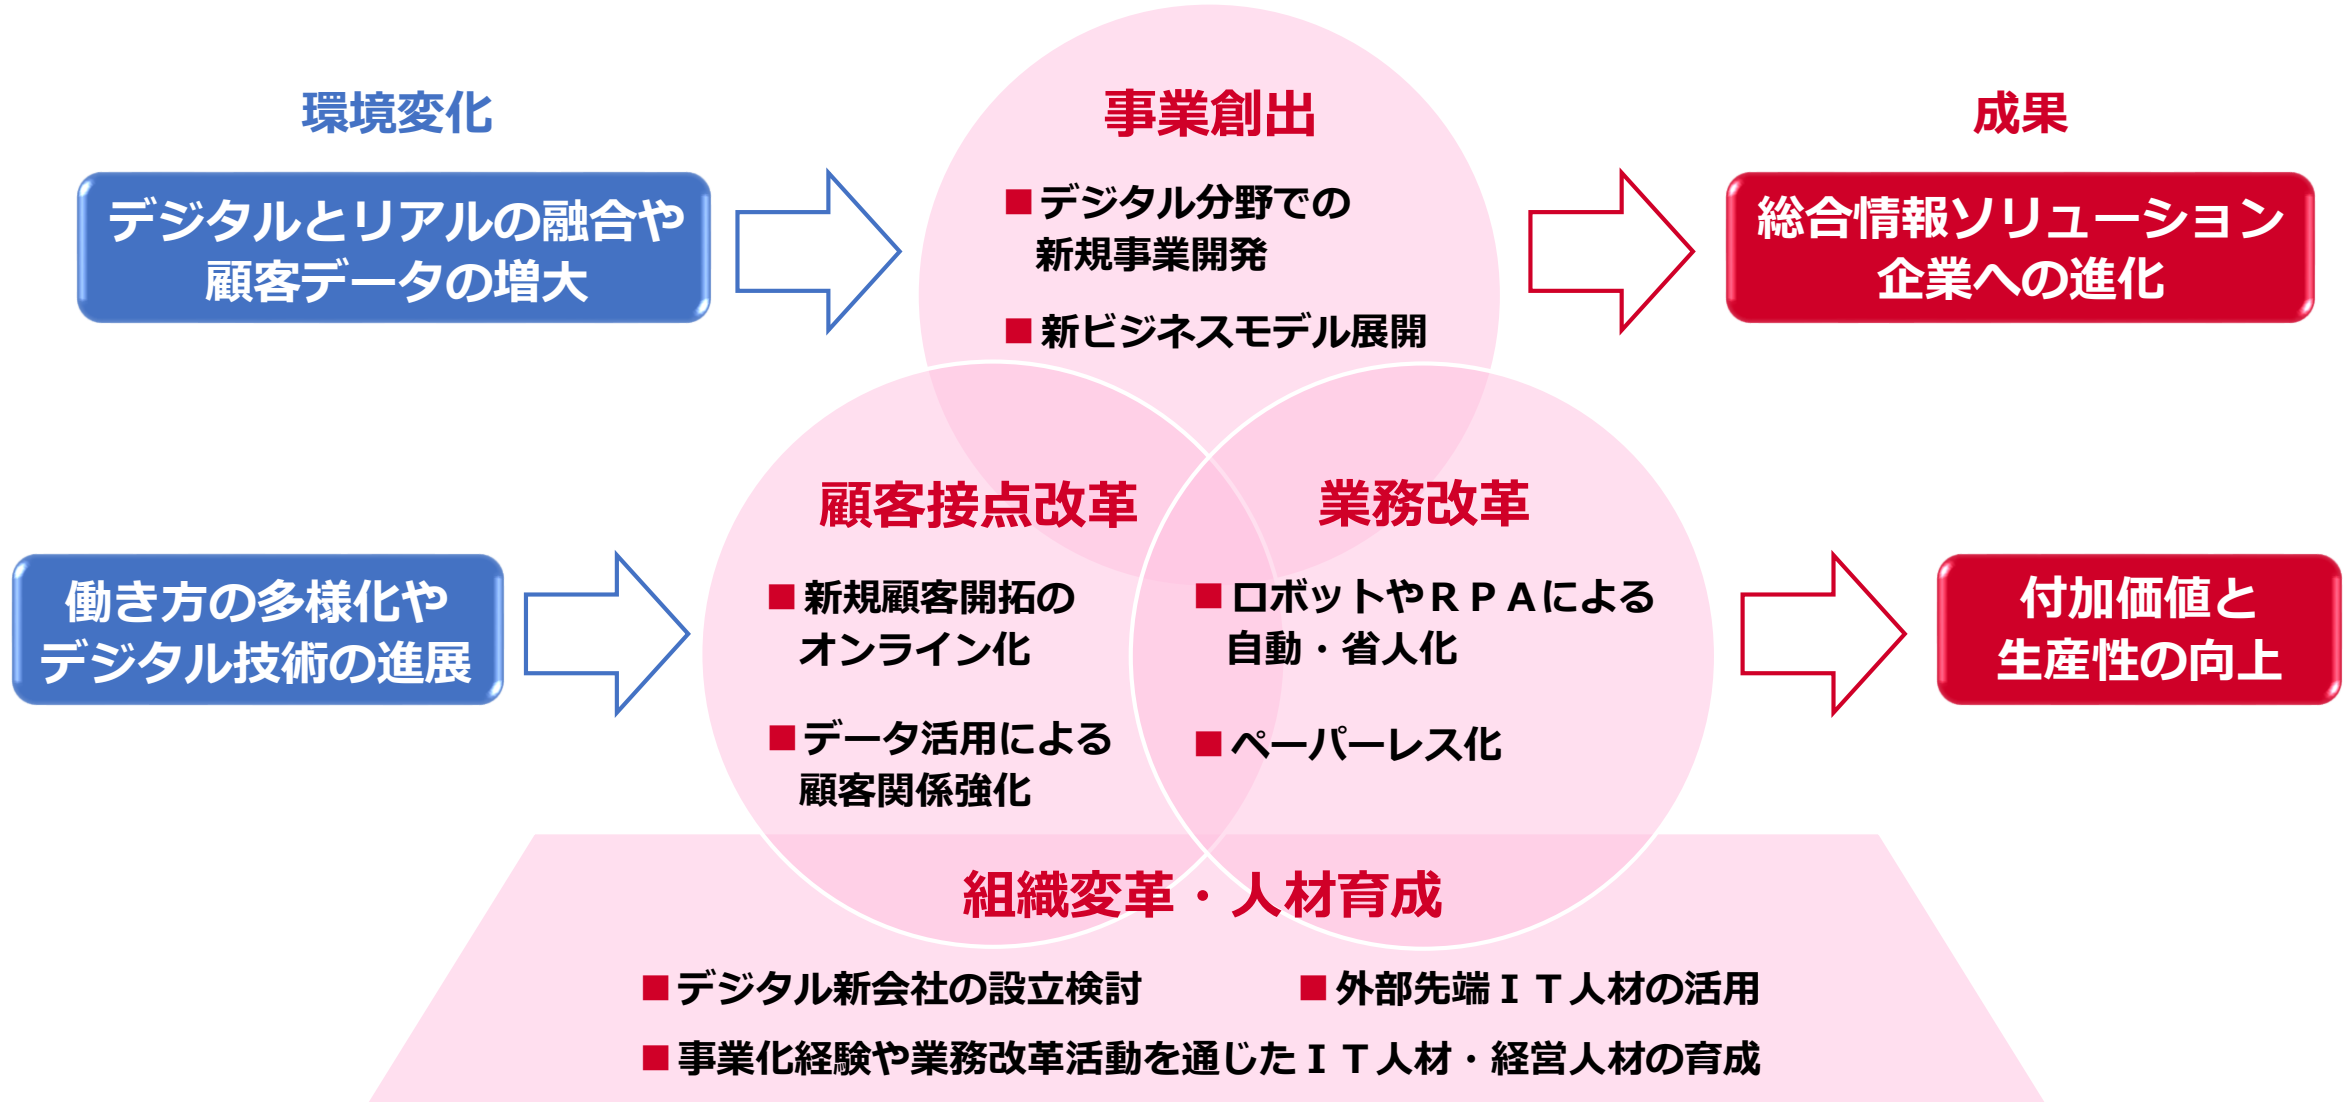 環境変化
デジタルとリアルの融合や
顧客データの増大
働き方の多様化や
デジタル技術の進展
事業創出
■デジタル分野での
新規事業開発
■新ビジネスモデル展開
顧客接点改革
■新規顧客開拓の
オンライン化
■データ活用による
顧客関係強化
業務改革
■ロボットやＲＰＡによる
自動・省人化
■ペーパーレス化
組織変革・人材育成
■デジタル新会社の設立検討
■外部先端ＩＴ人材の活用
■事業化経験や業務改革活動を通じたＩＴ人材・経営人材の育成
成果
総合情報ソリューション
企業への進化
付加価値と
生産性の向上